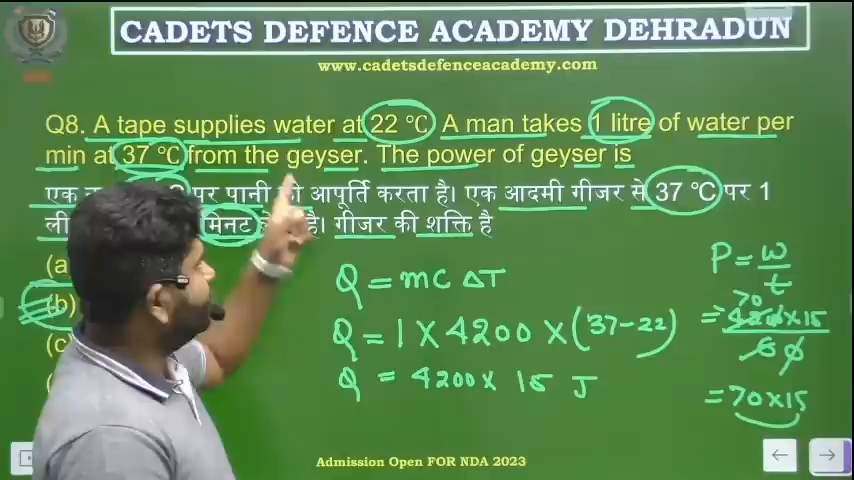 CADETS DEFENCE ACADEMY DEHRADUN
www.cadetsdefenceacademy.com
Q8. A tape supplies water at 22 °C. A man takes 1 litre of water per
min at 37 °C from the geyser. The power of geyser is
एक पर पानी की आपूर्ति करता है। एक आदमी गीजर से 37 °C पर 1
मिनट है। गीजर की शक्ति है
(a
(b)
(c
Q = mC ΔT
Q = 1 X 4200 X (37-22)
Q = 4200 X 15 J
P = W/t
70
= 4200X15
60
= 70X15
Admission Open FOR NDA 2023